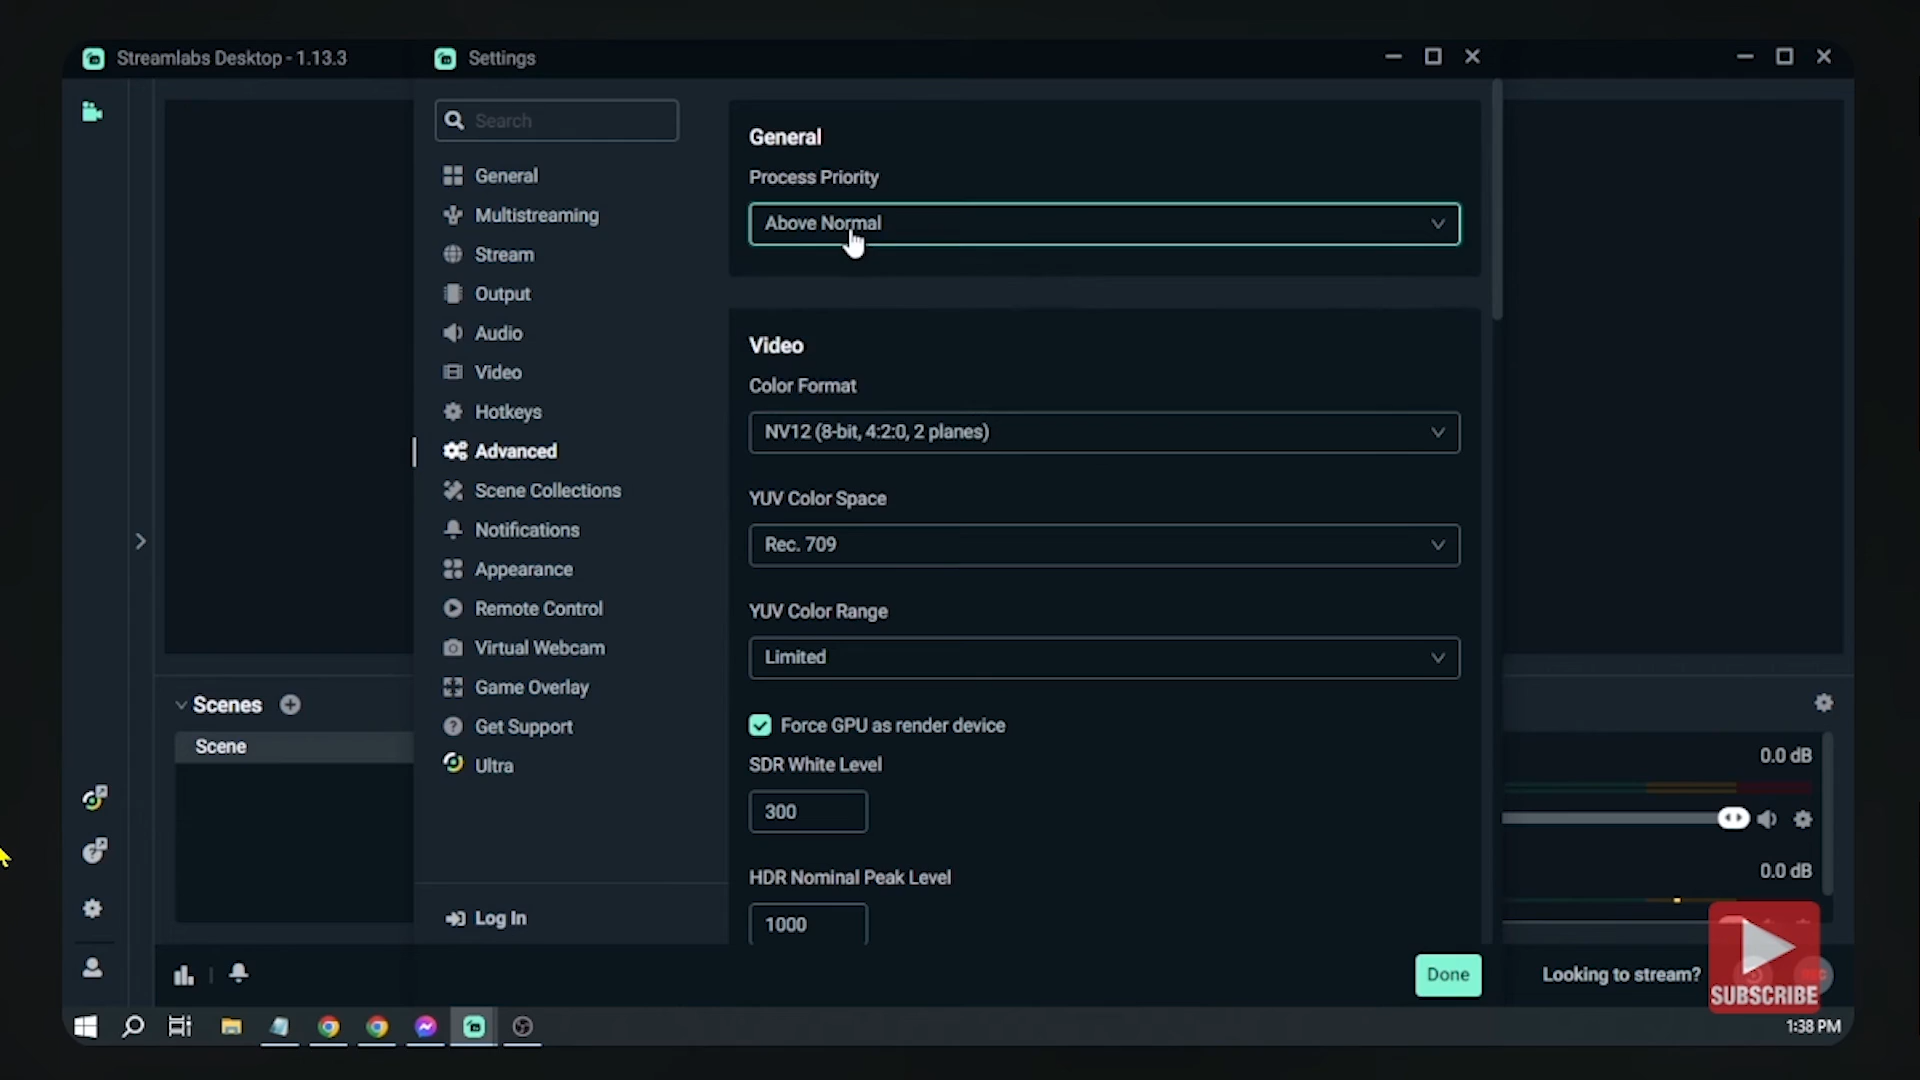 Streamlabs Desktop - 1.13.3
Settings
Search
General
Multistreaming
Stream
Output
Audio
Video
Hotkeys
Advanced
Scene Collections
Notifications
Appearance
Remote Control
Virtual Webcam
Game Overlay
Get Support
Ultra
Log In
General
Process Priority
Above Normal
Video
Color Format
NV12 (8-bit, 4:2:0, 2 planes)
YUV Color Space
Rec. 709
YUV Color Range
Limited
Force GPU as render device
SDR White Level
300
HDR Nominal Peak Level
1000
Done
Scenes
Scene
0.0 dB
0.0 dB
Looking to stream?
SUBSCRIBE
1:38 PM